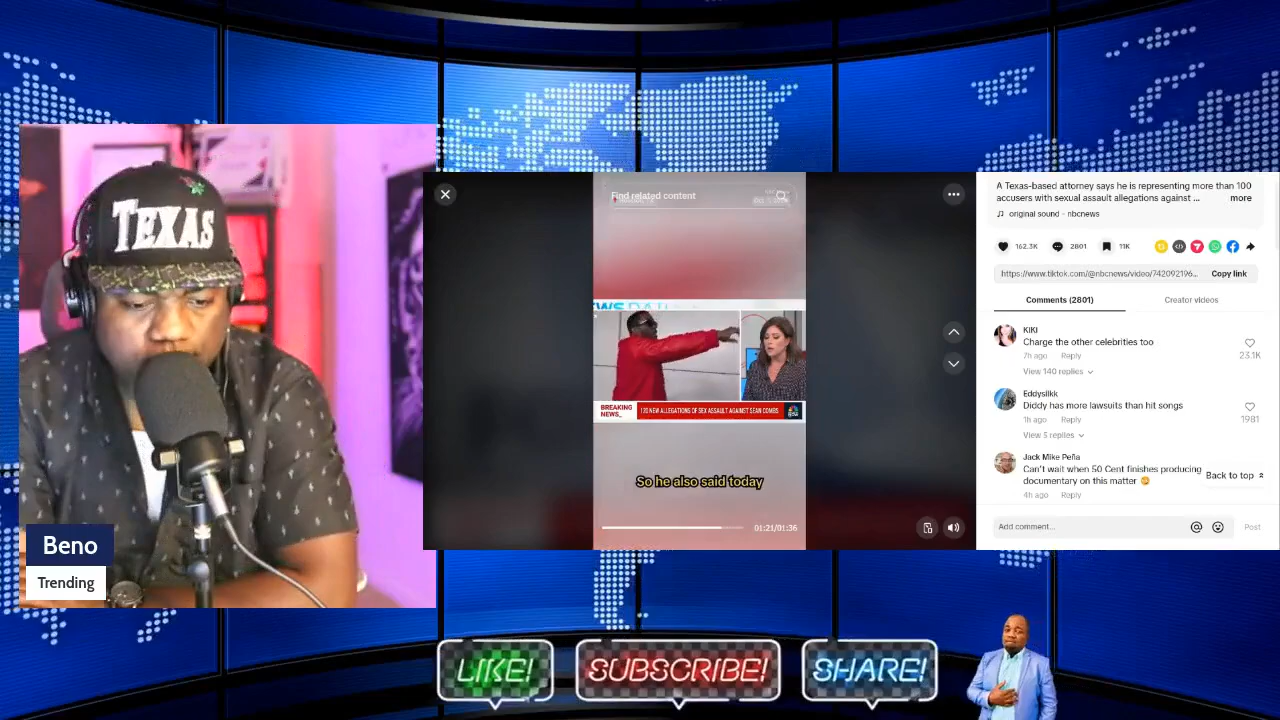 TEXAS
Beno
Trending
Find related content
BREAKING
NEWS_
120 NEW ALLEGATIONS OF SEX ASSAULT AGAINST SEAN COMBS
So he also said today
01:21/01:36
A Texas-based attorney says he is representing more than 100
accusers with sexual assault allegations against ... more
original sound - nbcnews
162.3K 2801 11K
https://www.tiktok.com/@nbcnews/video/742092196... Copy link
Comments (2801) Creator videos
KIKI
Charge the other celebrities too
7h ago Reply
23.1K
View 140 replies
Eddysilkk
Diddy has more lawsuits than hit songs
1h ago Reply
1981
View 5 replies
Jack Mike Peña
Can't wait when 50 Cent finishes producing
documentary on this matter
4h ago Reply
Back to top
Add comment... Post
LIKE!
SUBSCRIBE!
SHARE!